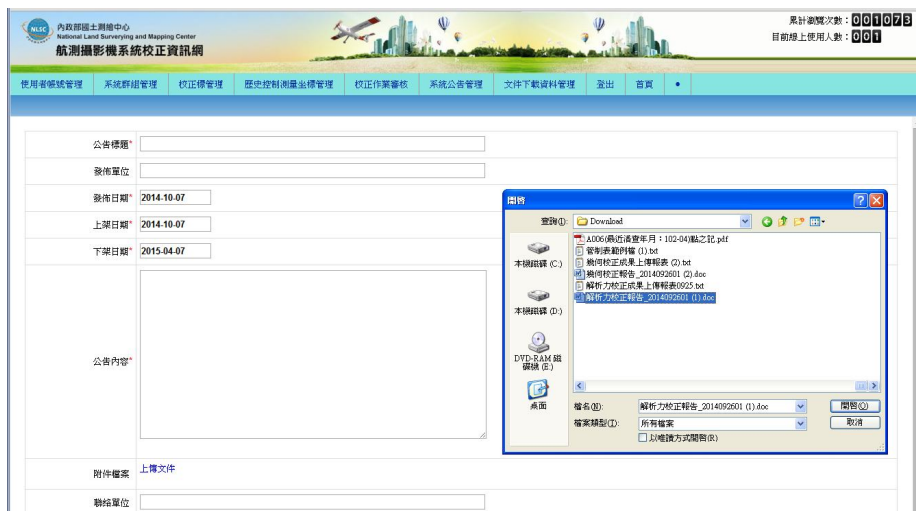 NLSC
內政部國土測繪中心
National Land Surverying and Mapping Center
航測攝影機系統校正資訊網
累計瀏覽次數：001073
目前線上使用人數：001
使用者帳號管理 系統群組管理 校正標管理 歷史控制測量坐標管理 校正作業審核 系統公告管理 文件下載資料管理 登出 首頁
公告標題*
發佈單位
發佈日期* 2014-10-07
上架日期* 2014-10-07
下架日期* 2015-04-07
公告內容*
附件檔案 上傳文件
聯絡單位
開啓
查詢(I): Download
A006(最近清查年月：102-04)點之記.pdf
管制表範例檔 (1).txt
幾何校正成果上傳報表 (2).txt
幾何校正報告_2014092601 (2).doc
解析力校正成果上傳報表0925.txt
解析力校正報告_2014092601 (1).doc
本機磁碟 (C:)
本機磁碟 (D:)
DVD-RAM 磁
碟機 (E:)
桌面
檔名(N): 解析力校正報告_2014092601 (1).doc 開啓(O)
檔案類型(T): 所有檔案 取消
以唯讀方式開啓(R)